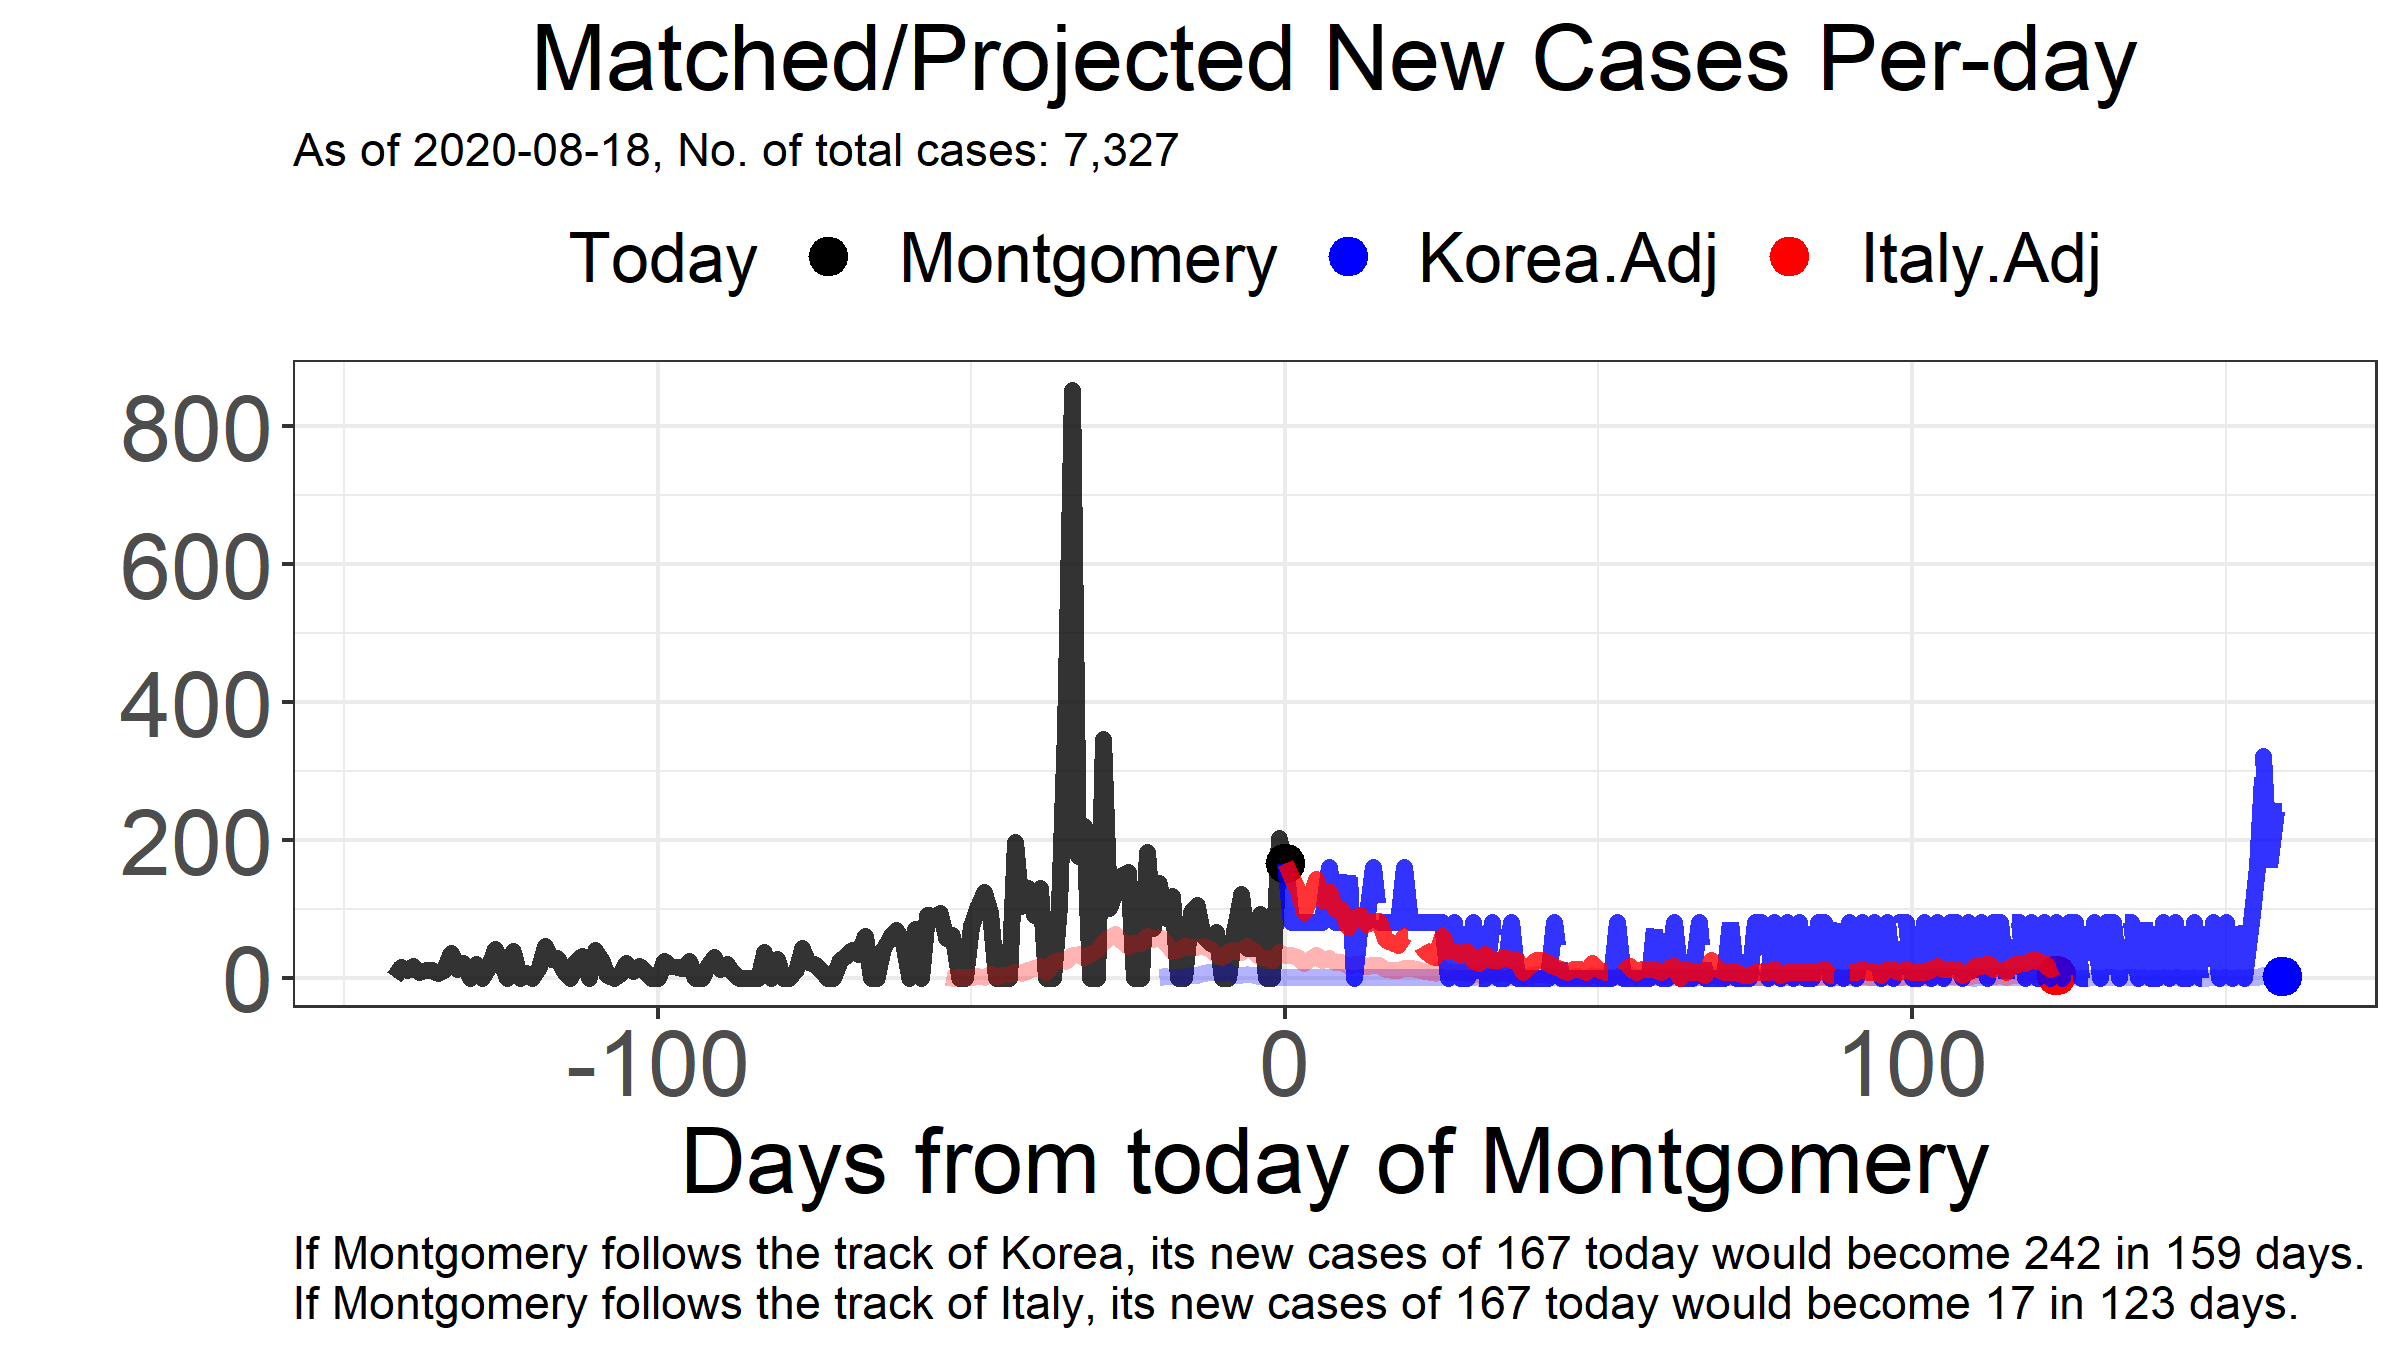 Matched/Projected New Cases Per-day
As of 2020-08-18, No. of total cases: 7,327
Today Montgomery Korea.Adj Italy.Adj
800
600
400
200
0
-100 0 100
Days from today of Montgomery
If Montgomery follows the track of Korea, its new cases of 167 today would become 242 in 159 days.
If Montgomery follows the track of Italy, its new cases of 167 today would become 17 in 123 days.